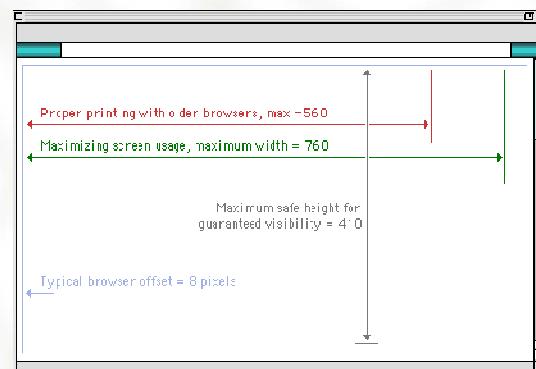 Proper printing with older browsers, max = 560
Maximizing screen usage, maximum width = 760
Maximum safe height for
guaranteed visibility = 410
Typical browser offset = 8 pixels